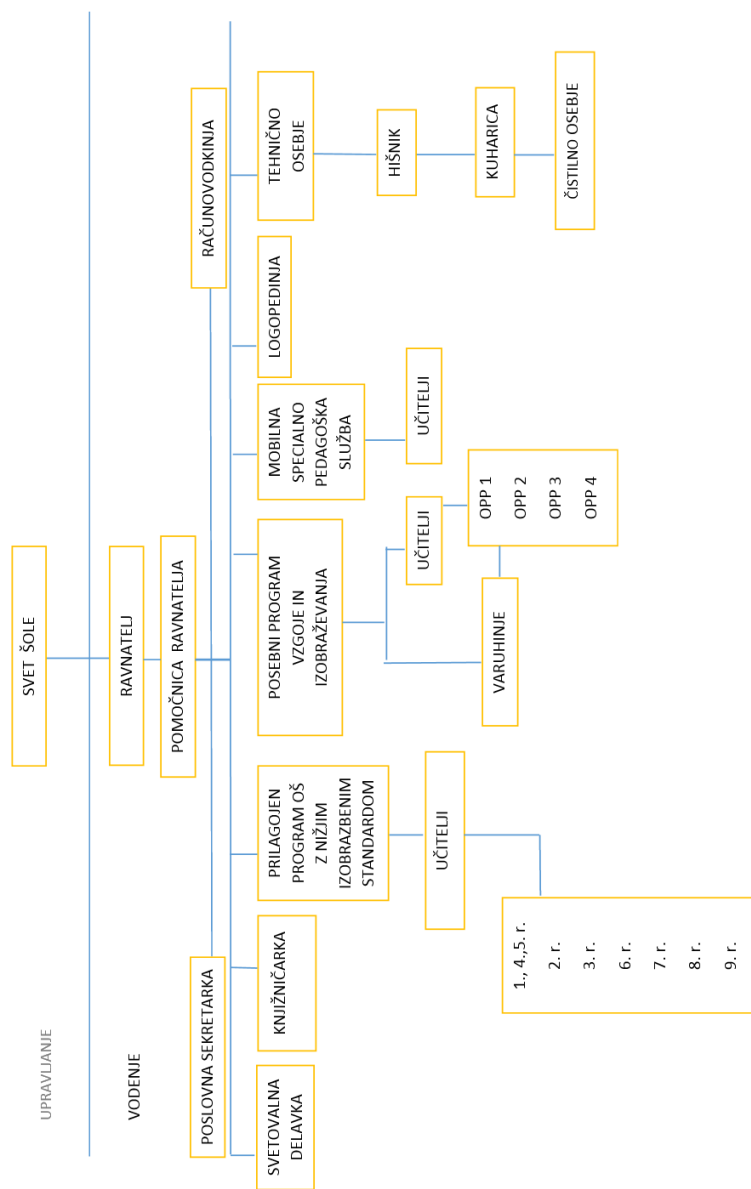 SVET ŠOLE
UPRAVLJANJE
RAVNATELJ
VODENJE
POMOČNICA RAVNATELJA
POSLOVNA SEKRETARKA
RAČUNOVODKINJA
SVETOVALNA
DELAVKA
KNJIŽNIČARKA
PRILAGOJEN
PROGRAM OŠ
Z NIŽJIM
IZOBRAZBENIM
STANDARDOM
POSEBNI PROGRAM
VZGOJE IN
IZOBRAŽEVANJA
MOBILNA
SPECIALNO
PEDAGOŠKA
SLUŽBA
LOGOPEDINJA
TEHNIČNO
OSEBJE
UČITELJI
UČITELJI
UČITELJI
HIŠNIK
VARUHINJE
KUHARICA
ČISTILNO OSEBJE
1., 4.,5. r.
2. r.
3. r.
6. r.
7. r.
8. r.
9. r.
OPP 1
OPP 2
OPP 3
OPP 4